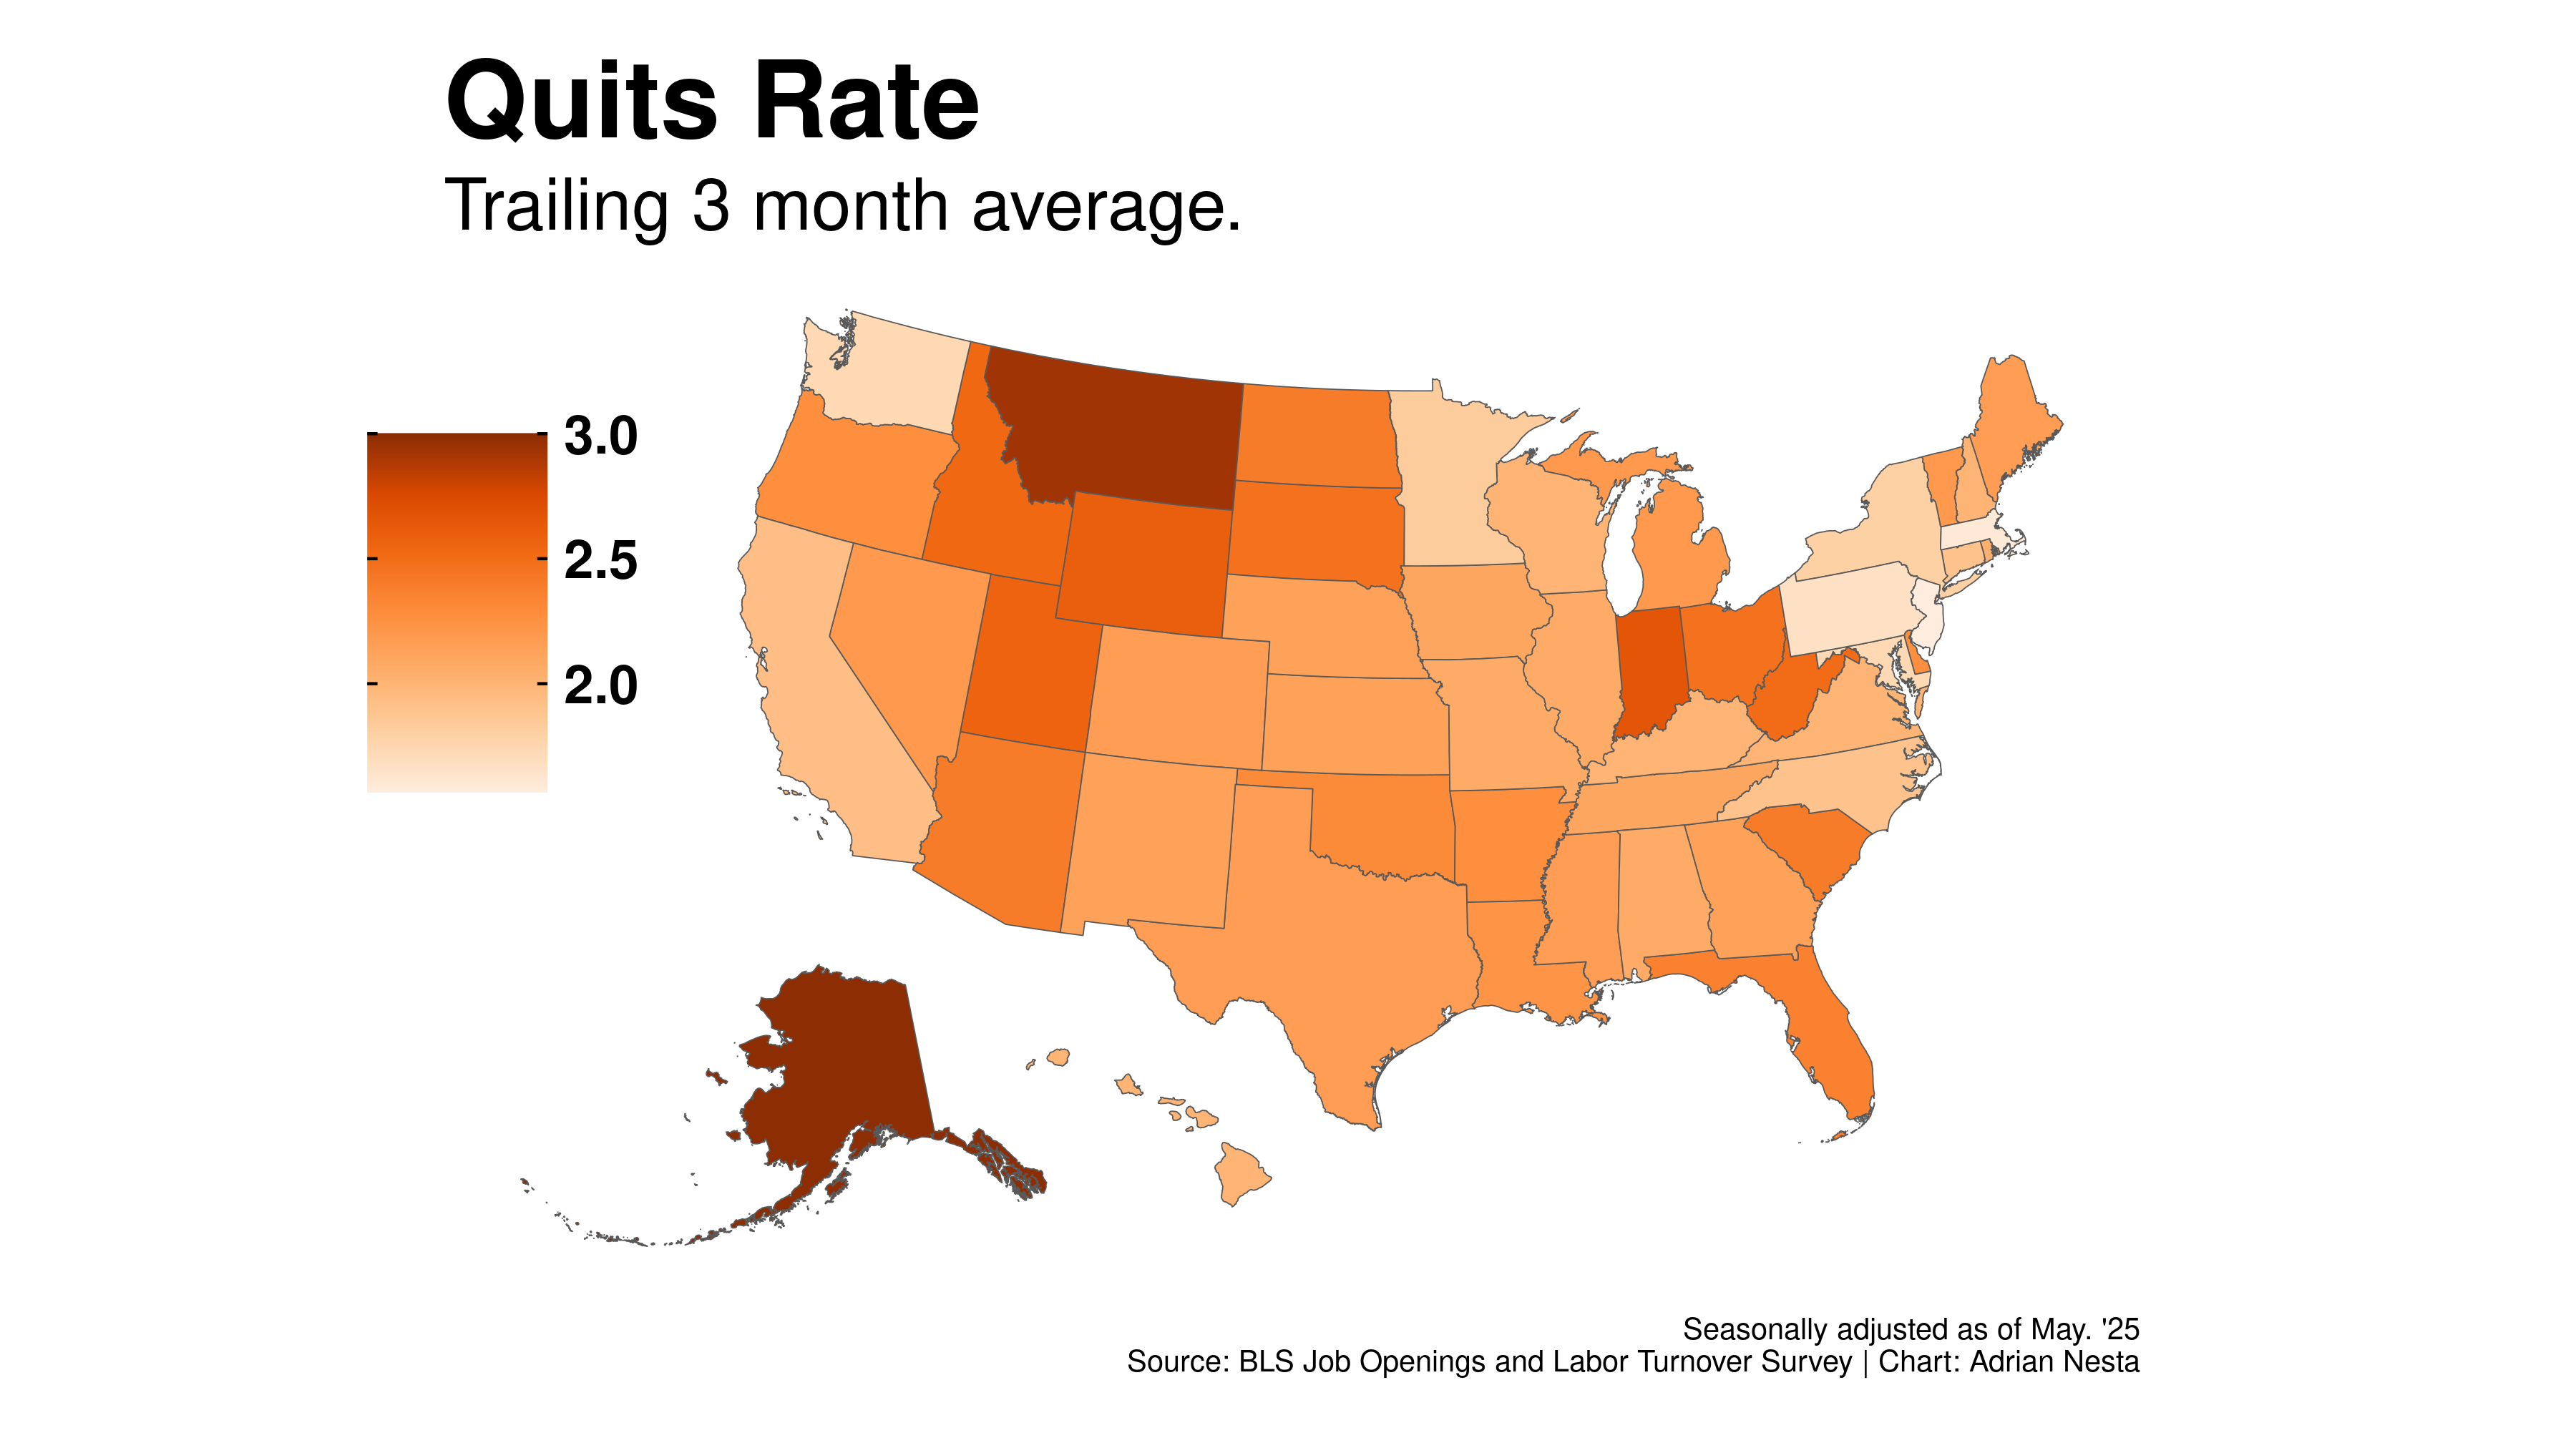 Quits Rate
Trailing 3 month average.
3.0
2.5
2.0
Seasonally adjusted as of May. '25
Source: BLS Job Openings and Labor Turnover Survey | Chart: Adrian Nesta